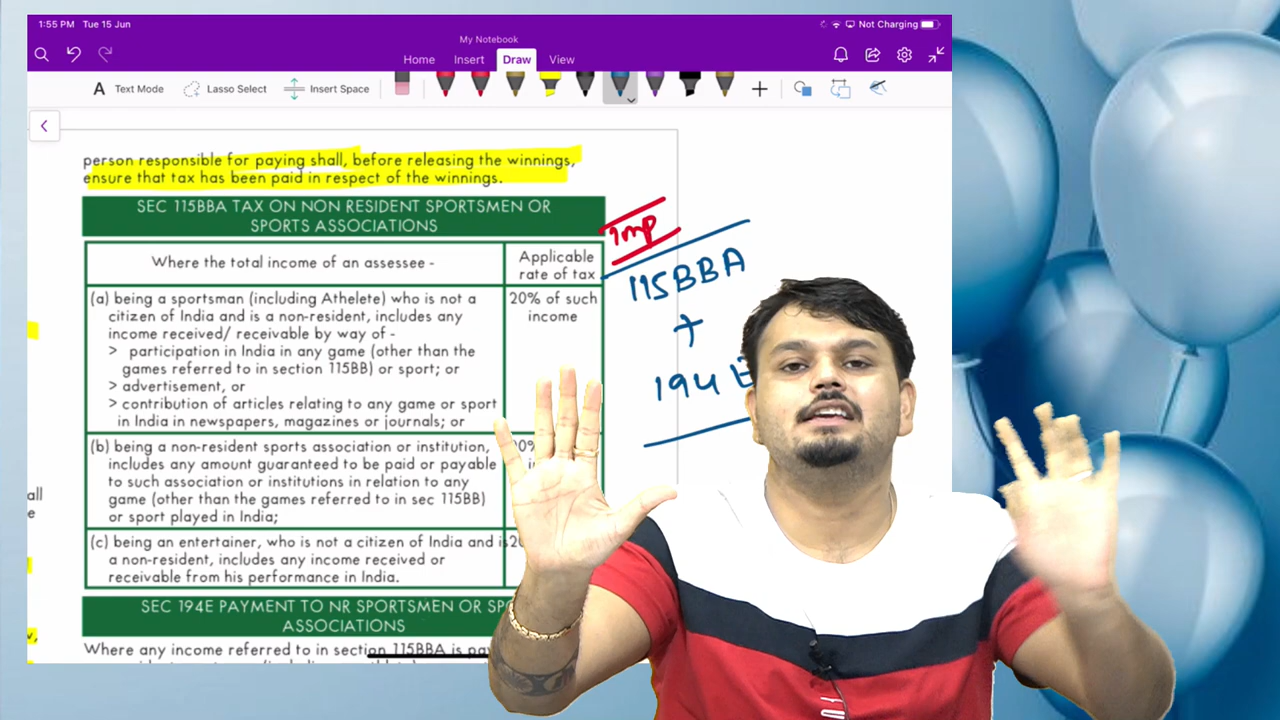 1:55 PM Tue 15 Jun
Not Charging
My Notebook
Home Insert Draw View
A Text Mode Lasso Select Insert Space
person responsible for paying shall, before releasing the winnings,
ensure that tax has been paid in respect of the winnings.
SEC 115BBA TAX ON NON RESIDENT SPORTSMEN OR
SPORTS ASSOCIATIONS
Imp
115BBA
+
194 E
Where the total income of an assessee -
Applicable
rate of tax
(a) being a sportsman (including Athelete) who is not a
citizen of India and is a non-resident, includes any
income received/ receivable by way of -
> participation in India in any game (other than the
games referred to in section 115BB) or sport; or
> advertisement, or
> contribution of articles relating to any game or sport
in India in newspapers, magazines or journals; or
20% of such
income
(b) being a non-resident sports association or institution,
includes any amount guaranteed to be paid or payable
to such association or institutions in relation to any
game (other than the games referred to in sec 115BB)
or sport played in India;
(c) being an entertainer, who is not a citizen of India and is
a non-resident, includes any income received or
receivable from his performance in India.
SEC 194E PAYMENT TO NR SPORTSMEN OR
ASSOCIATIONS
Where any income referred to in section 115BBA is
all